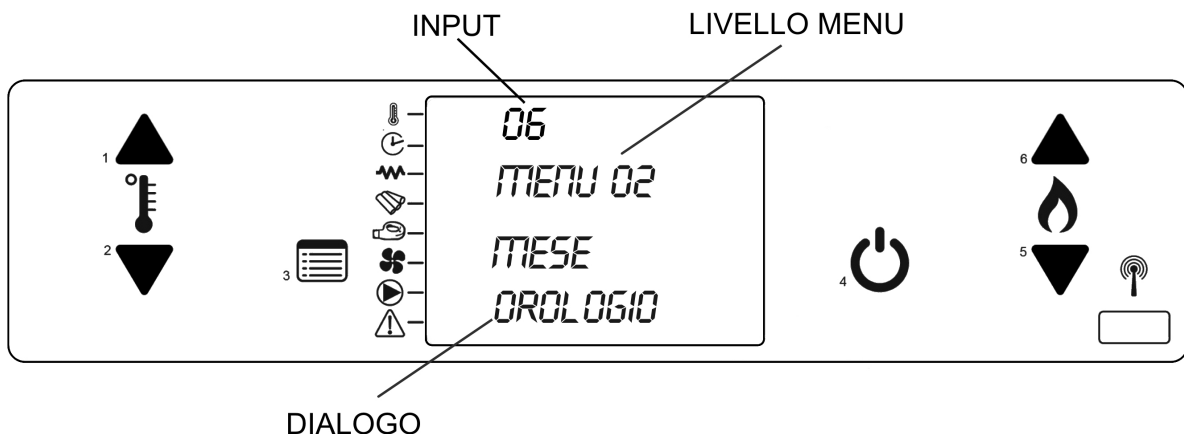 INPUT
LIVELLO MENU
06
MENU 02
MESE
OROLOGIO
1
2
3
4
5
6
DIALOGO